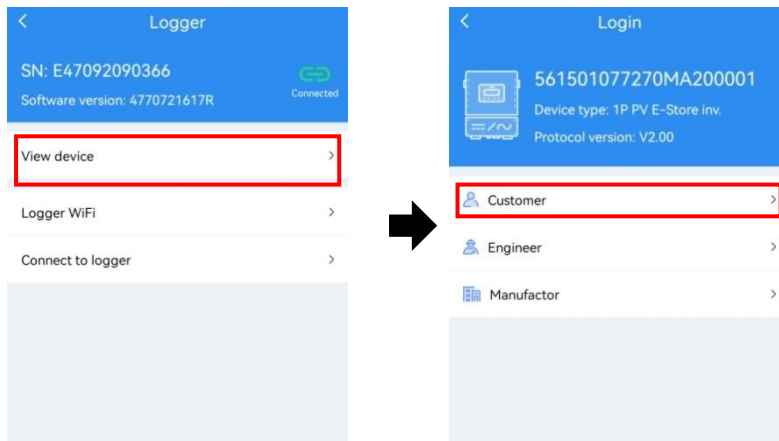 Logger
SN: E47092090366
Software version: 4770721617R
Connected
View device
Logger WiFi
Connect to logger
Login
561501077270MA200001
Device type: 1P PV E-Store inv.
Protocol version: V2.00
Customer
Engineer
Manufactor